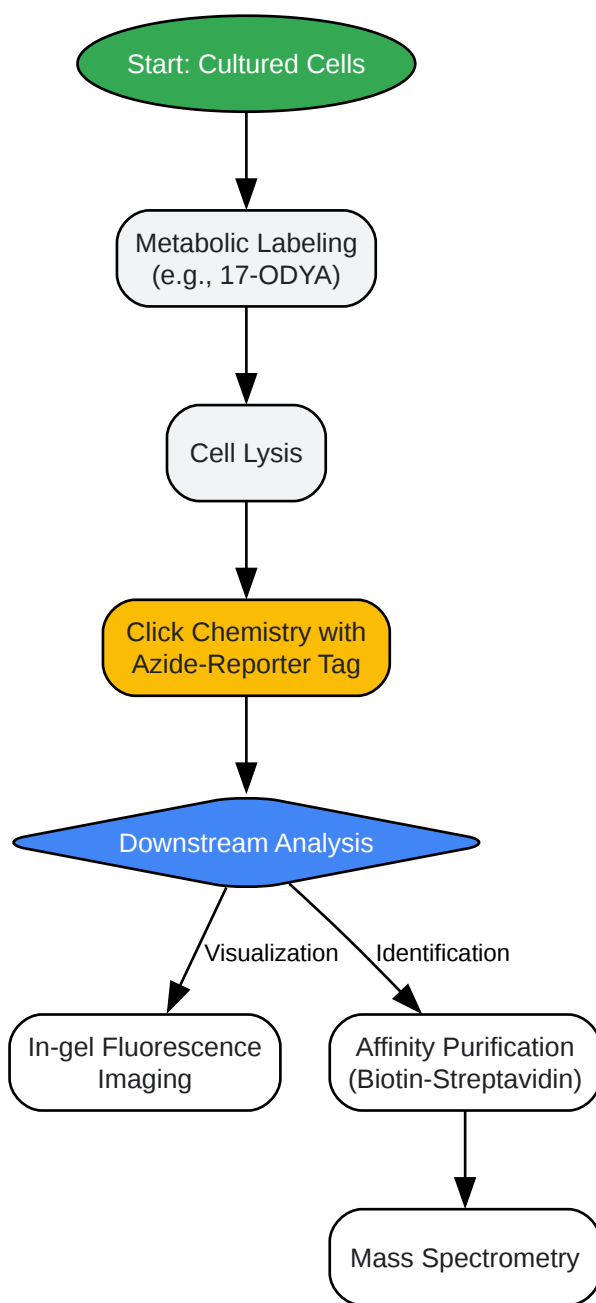 Start: Cultured Cells
Metabolic Labeling
(e.g., 17-ODYA)
Cell Lysis
Click Chemistry with
Azide-Reporter Tag
Downstream Analysis
Visualization
Identification
In-gel Fluorescence
Imaging
Affinity Purification
(Biotin-Streptavidin)
Mass Spectrometry